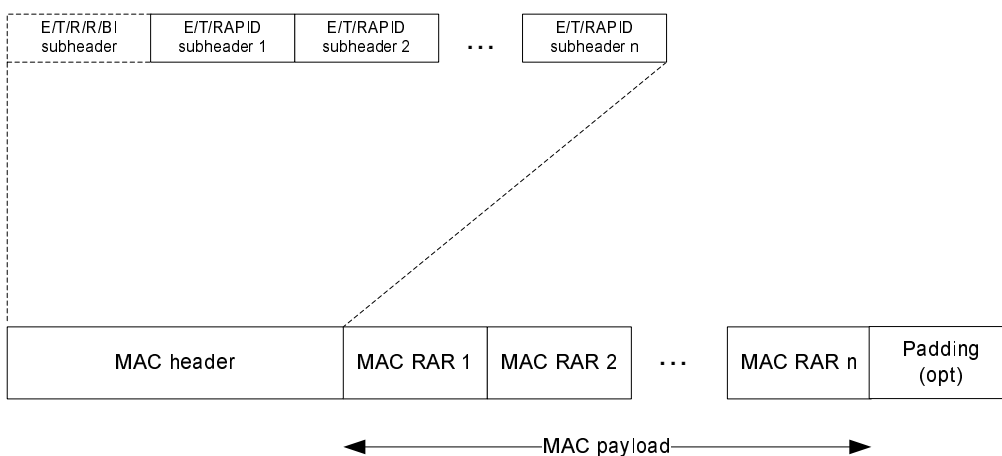 E/T/R/R/BI
subheader
E/T/RAPID
subheader 1
E/T/RAPID
subheader 2
...
E/T/RAPID
subheader n
MAC header
MAC RAR 1
MAC RAR 2
...
MAC RAR n
Padding
(opt)
MAC payload